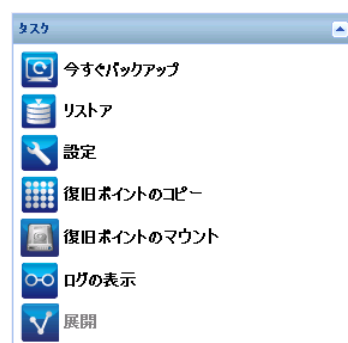 タスク
今すぐバックアップ
リストア
設定
復旧ポイントのコピー
復旧ポイントのマウント
ログの表示
展開